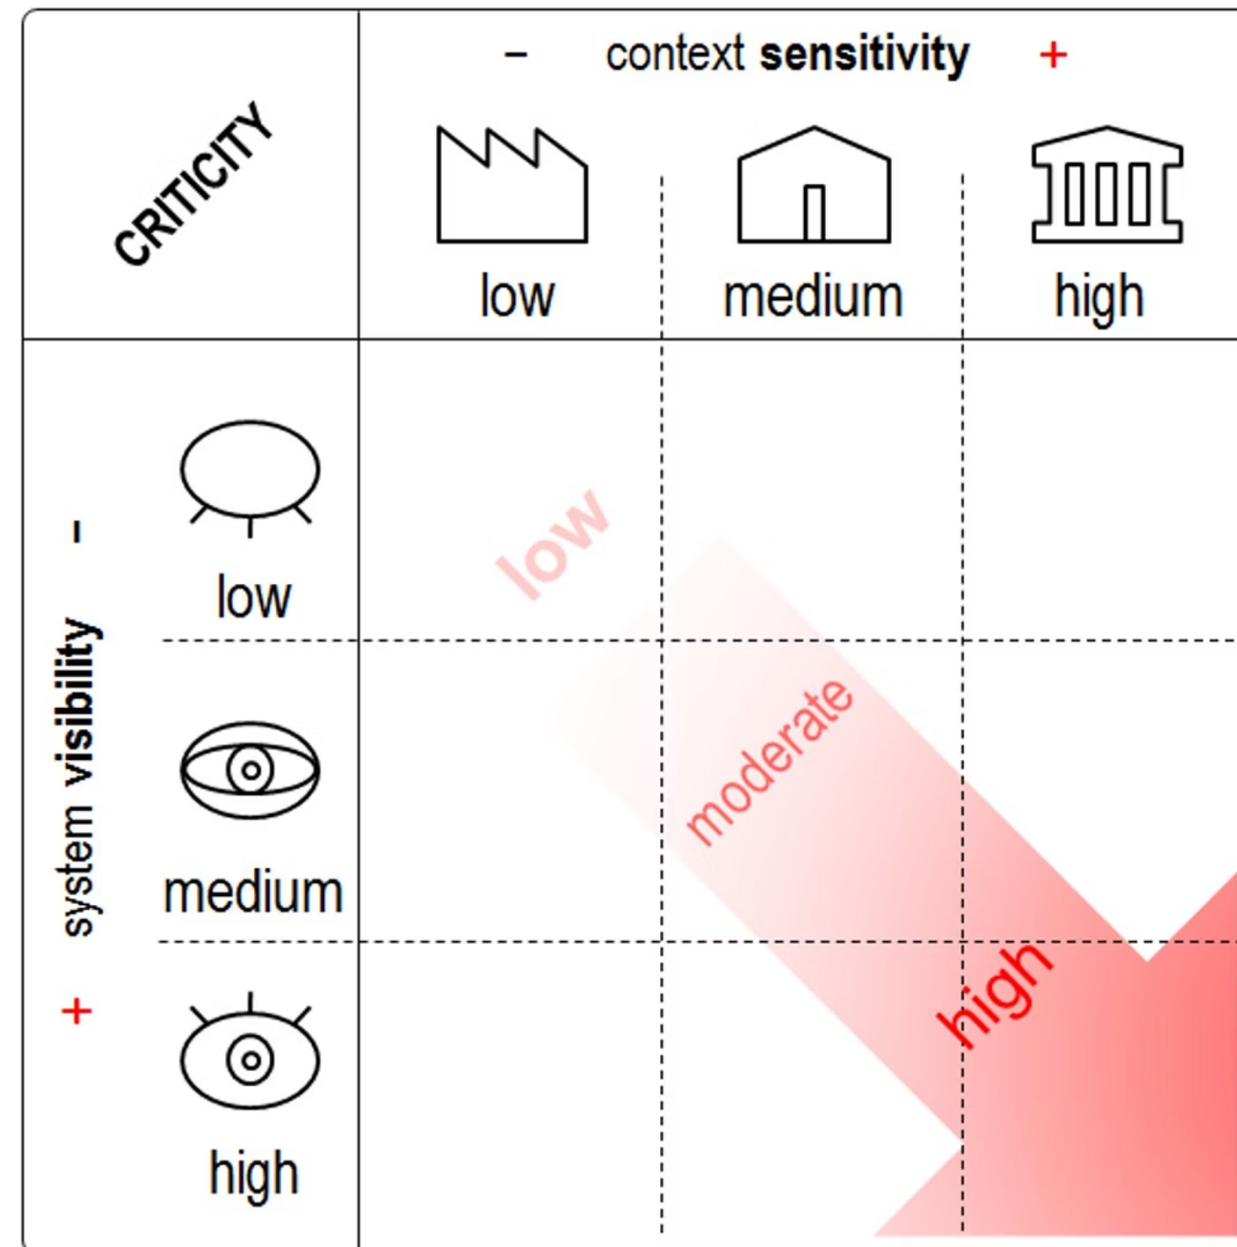 − context sensitivity +
CRITICITY
low
medium
high
− system visibility +
low
medium
high
low
moderate
high